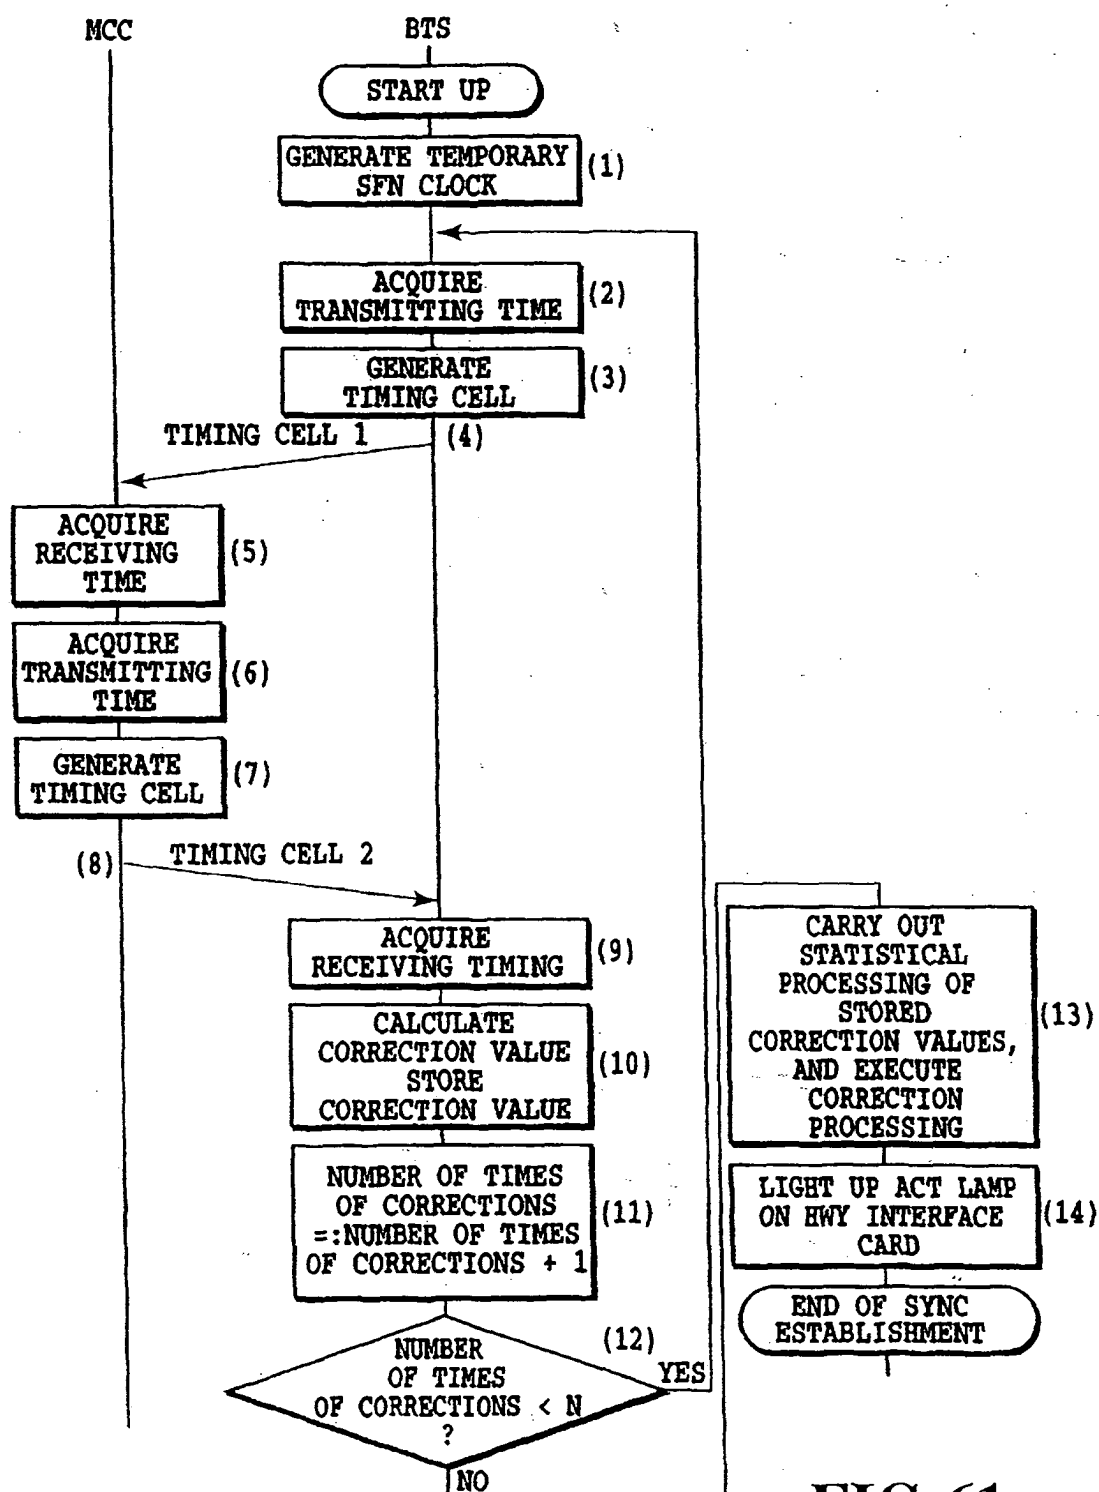 MCC
BTS
START UP
GENERATE TEMPORARY
SFN CLOCK
(1)
ACQUIRE
TRANSMITTING TIME
(2)
GENERATE
TIMING CELL
(3)
TIMING CELL 1
(4)
ACQUIRE
RECEIVING
TIME
(5)
ACQUIRE
TRANSMITTING
TIME
(6)
GENERATE
TIMING CELL
(7)
(8)
TIMING CELL 2
ACQUIRE
RECEIVING TIMING
(9)
CALCULATE
CORRECTION VALUE
STORE
CORRECTION VALUE
(10)
NUMBER OF TIMES
OF CORRECTIONS
=:NUMBER OF TIMES
OF CORRECTIONS + 1
(11)
(12)
NUMBER
OF TIMES
OF CORRECTIONS < N
?
YES
NO
CARRY OUT
STATISTICAL
PROCESSING OF
STORED
CORRECTION VALUES,
AND EXECUTE
CORRECTION
PROCESSING
(13)
LIGHT UP ACT LAMP
ON HWY INTERFACE
CARD
(14)
END OF SYNC
ESTABLISHMENT
FIG. 61